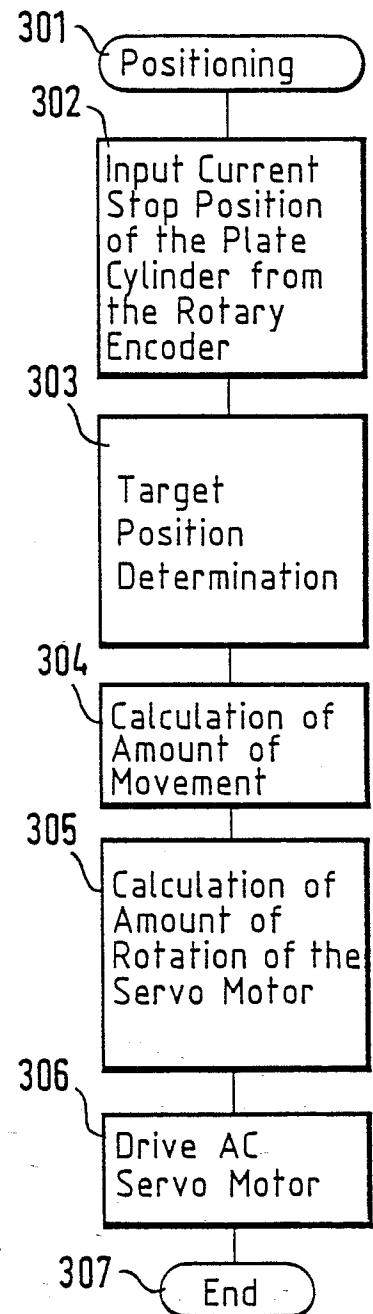 301
Positioning
302
Input Current
Stop Position
of the Plate
Cylinder from
the Rotary
Encoder
303
Target
Position
Determination
304
Calculation of
Amount of
Movement
305
Calculation of
Amount of
Rotation of the
Servo Motor
306
Drive AC
Servo Motor
307
End